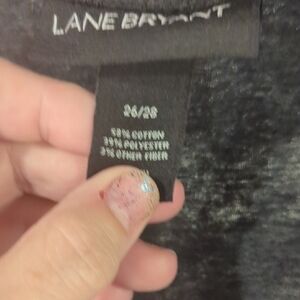 LANE BRYANT
26/28
58% COTTON
39% POLYESTER
3% OTHER FIBER